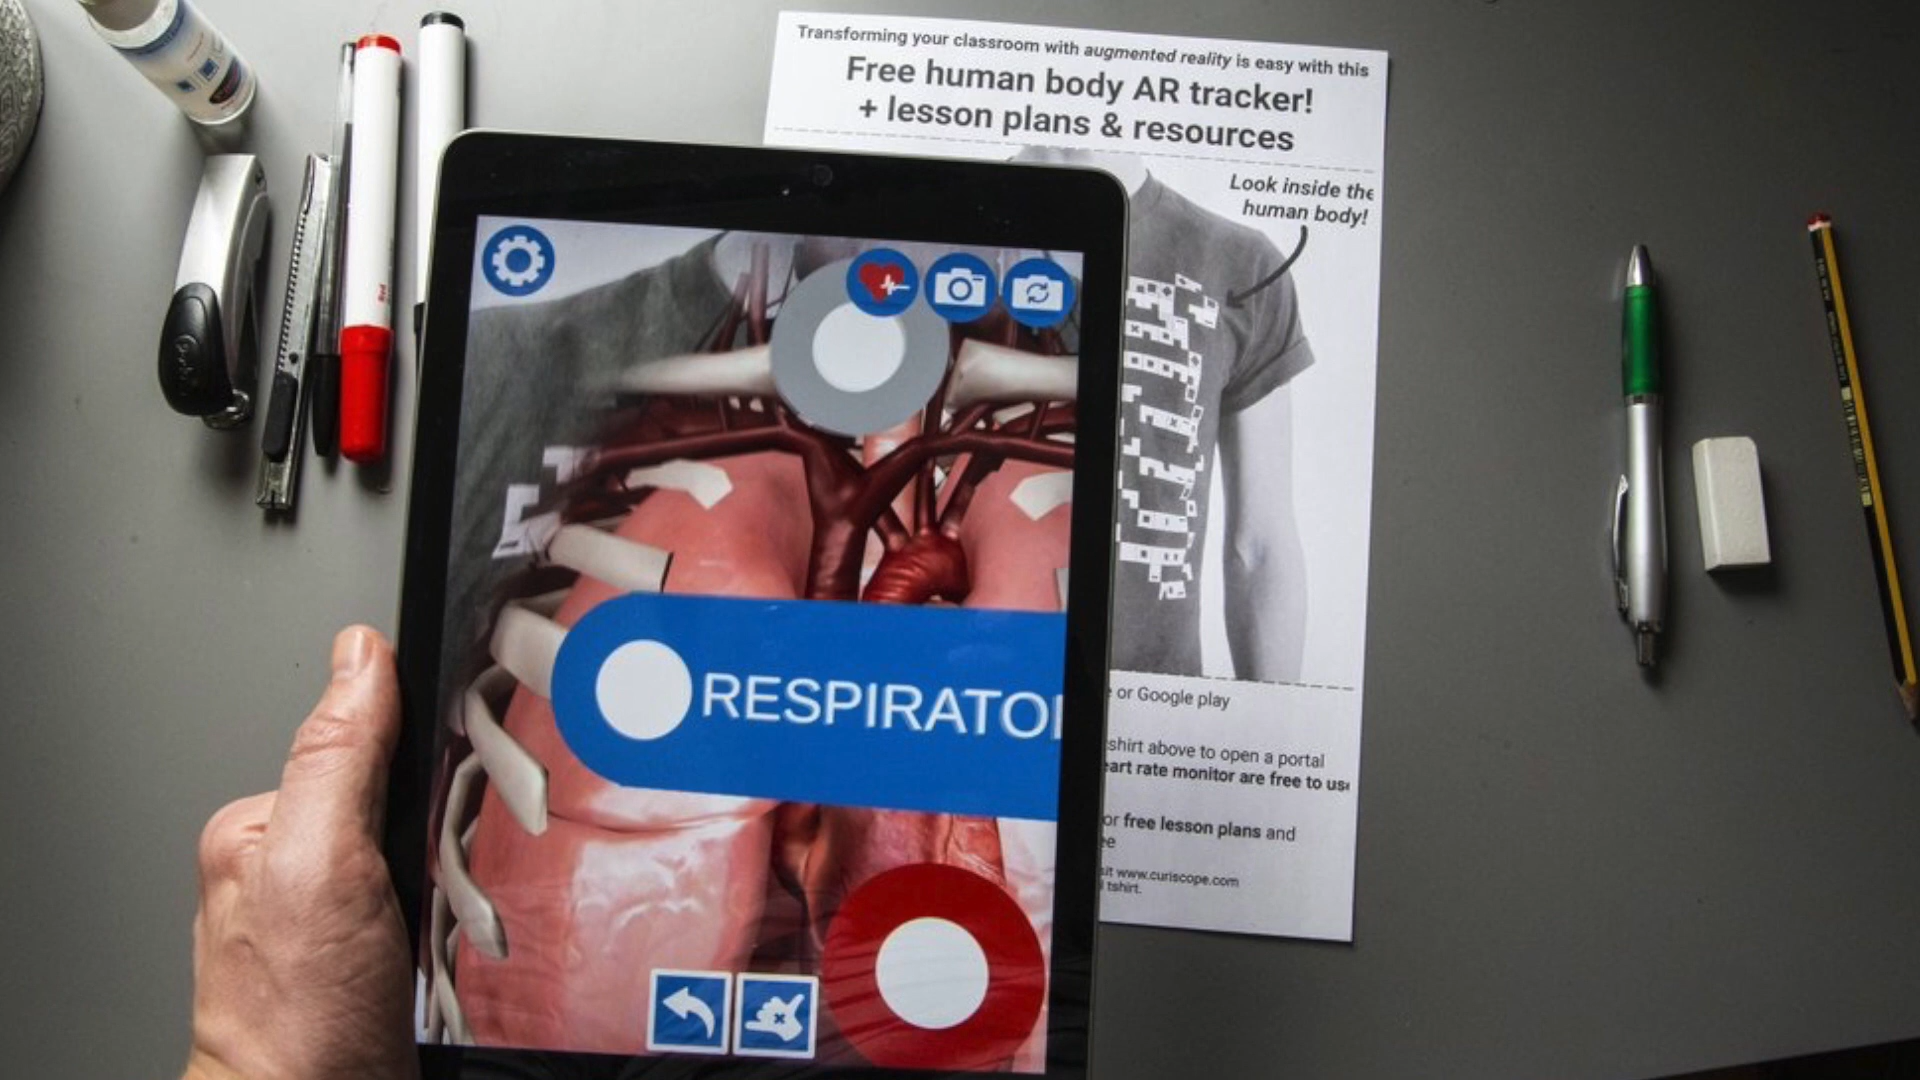 Transforming your classroom with augmented reality is easy with this
Free human body AR tracker!
+ lesson plans & resources
Look inside the
human body!
RESPIRATO
or Google play
shirt above to open a portal
rate monitor are free to us
or free lesson plans and
www.curiscope.com
tshirt.